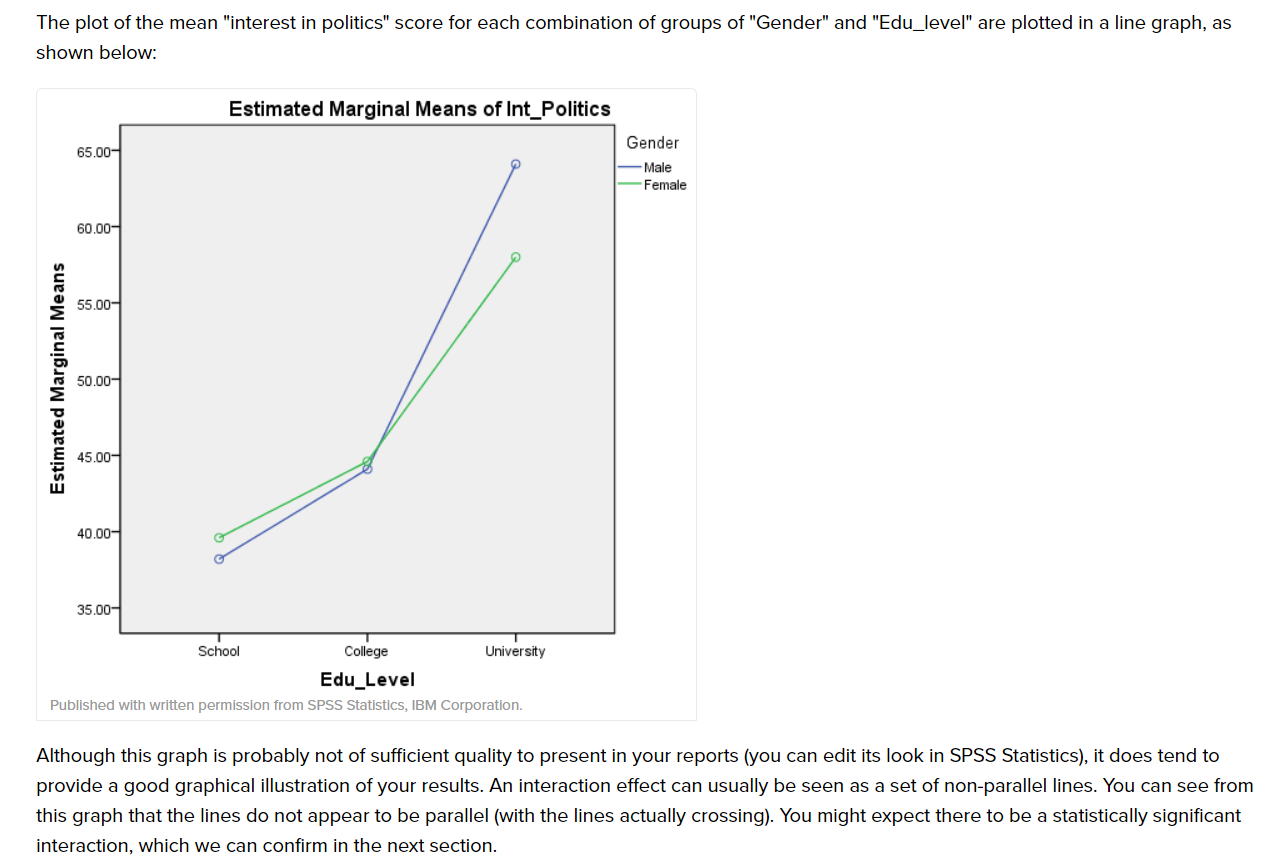 The plot of the mean "interest in politics" score for each combination of groups of "Gender" and "Edu_level" are plotted in a line graph, as
shown below:
Estimated Marginal Means of Int_Politics
Gender
Male
Female
Estimated Marginal Means
65.00
60.00
55.00
50.00
45.00
40.00
35.00
School
College
University
Edu_Level
Published with written permission from SPSS Statistics, IBM Corporation.
Although this graph is probably not of sufficient quality to present in your reports (you can edit its look in SPSS Statistics), it does tend to
provide a good graphical illustration of your results. An interaction effect can usually be seen as a set of non-parallel lines. You can see from
this graph that the lines do not appear to be parallel (with the lines actually crossing). You might expect there to be a statistically significant
interaction, which we can confirm in the next section.